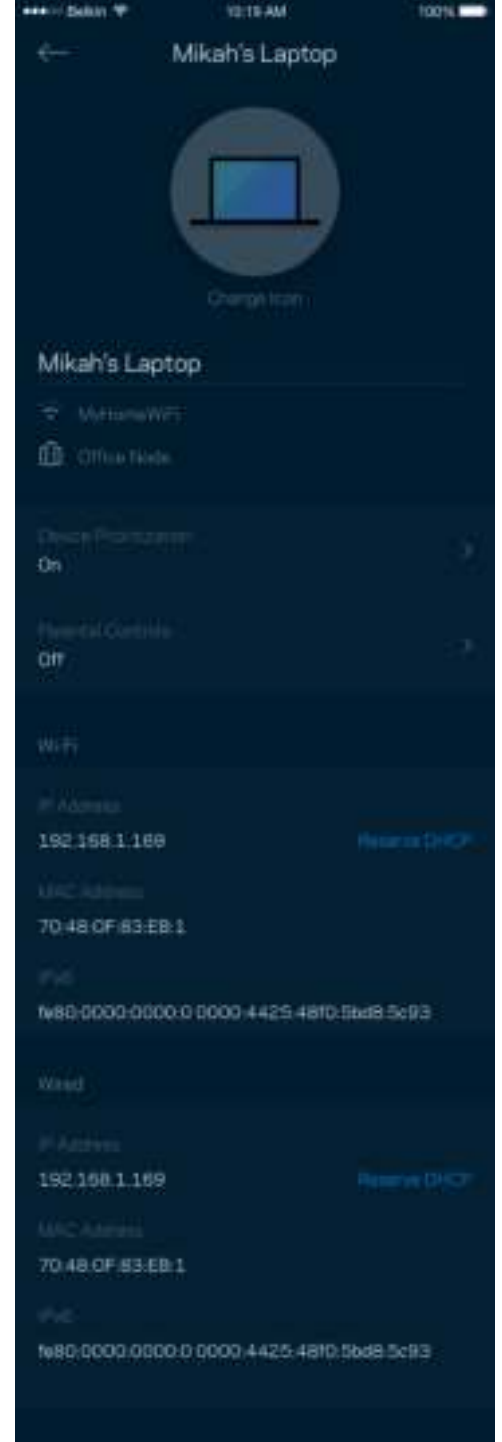 Belkin 10:19 AM 100%
Mikah's Laptop
Change Icon
Mikah's Laptop
MyHomeWiFi
Office Node
Device Prioritization
On
Parental Controls
Off
Wi-Fi
IP Address
192.168.1.169 Reserve DHCP
MAC Address
70:48:0F:83:EB:1
IPv6
fe80:0000:0000:0 0000:4425:48f0:5bd8:5c93
Wired
IP Address
192.168.1.169 Reserve DHCP
MAC Address
70:48:0F:83:EB:1
IPv6
fe80:0000:0000:0 0000:4425:48f0:5bd8:5c93